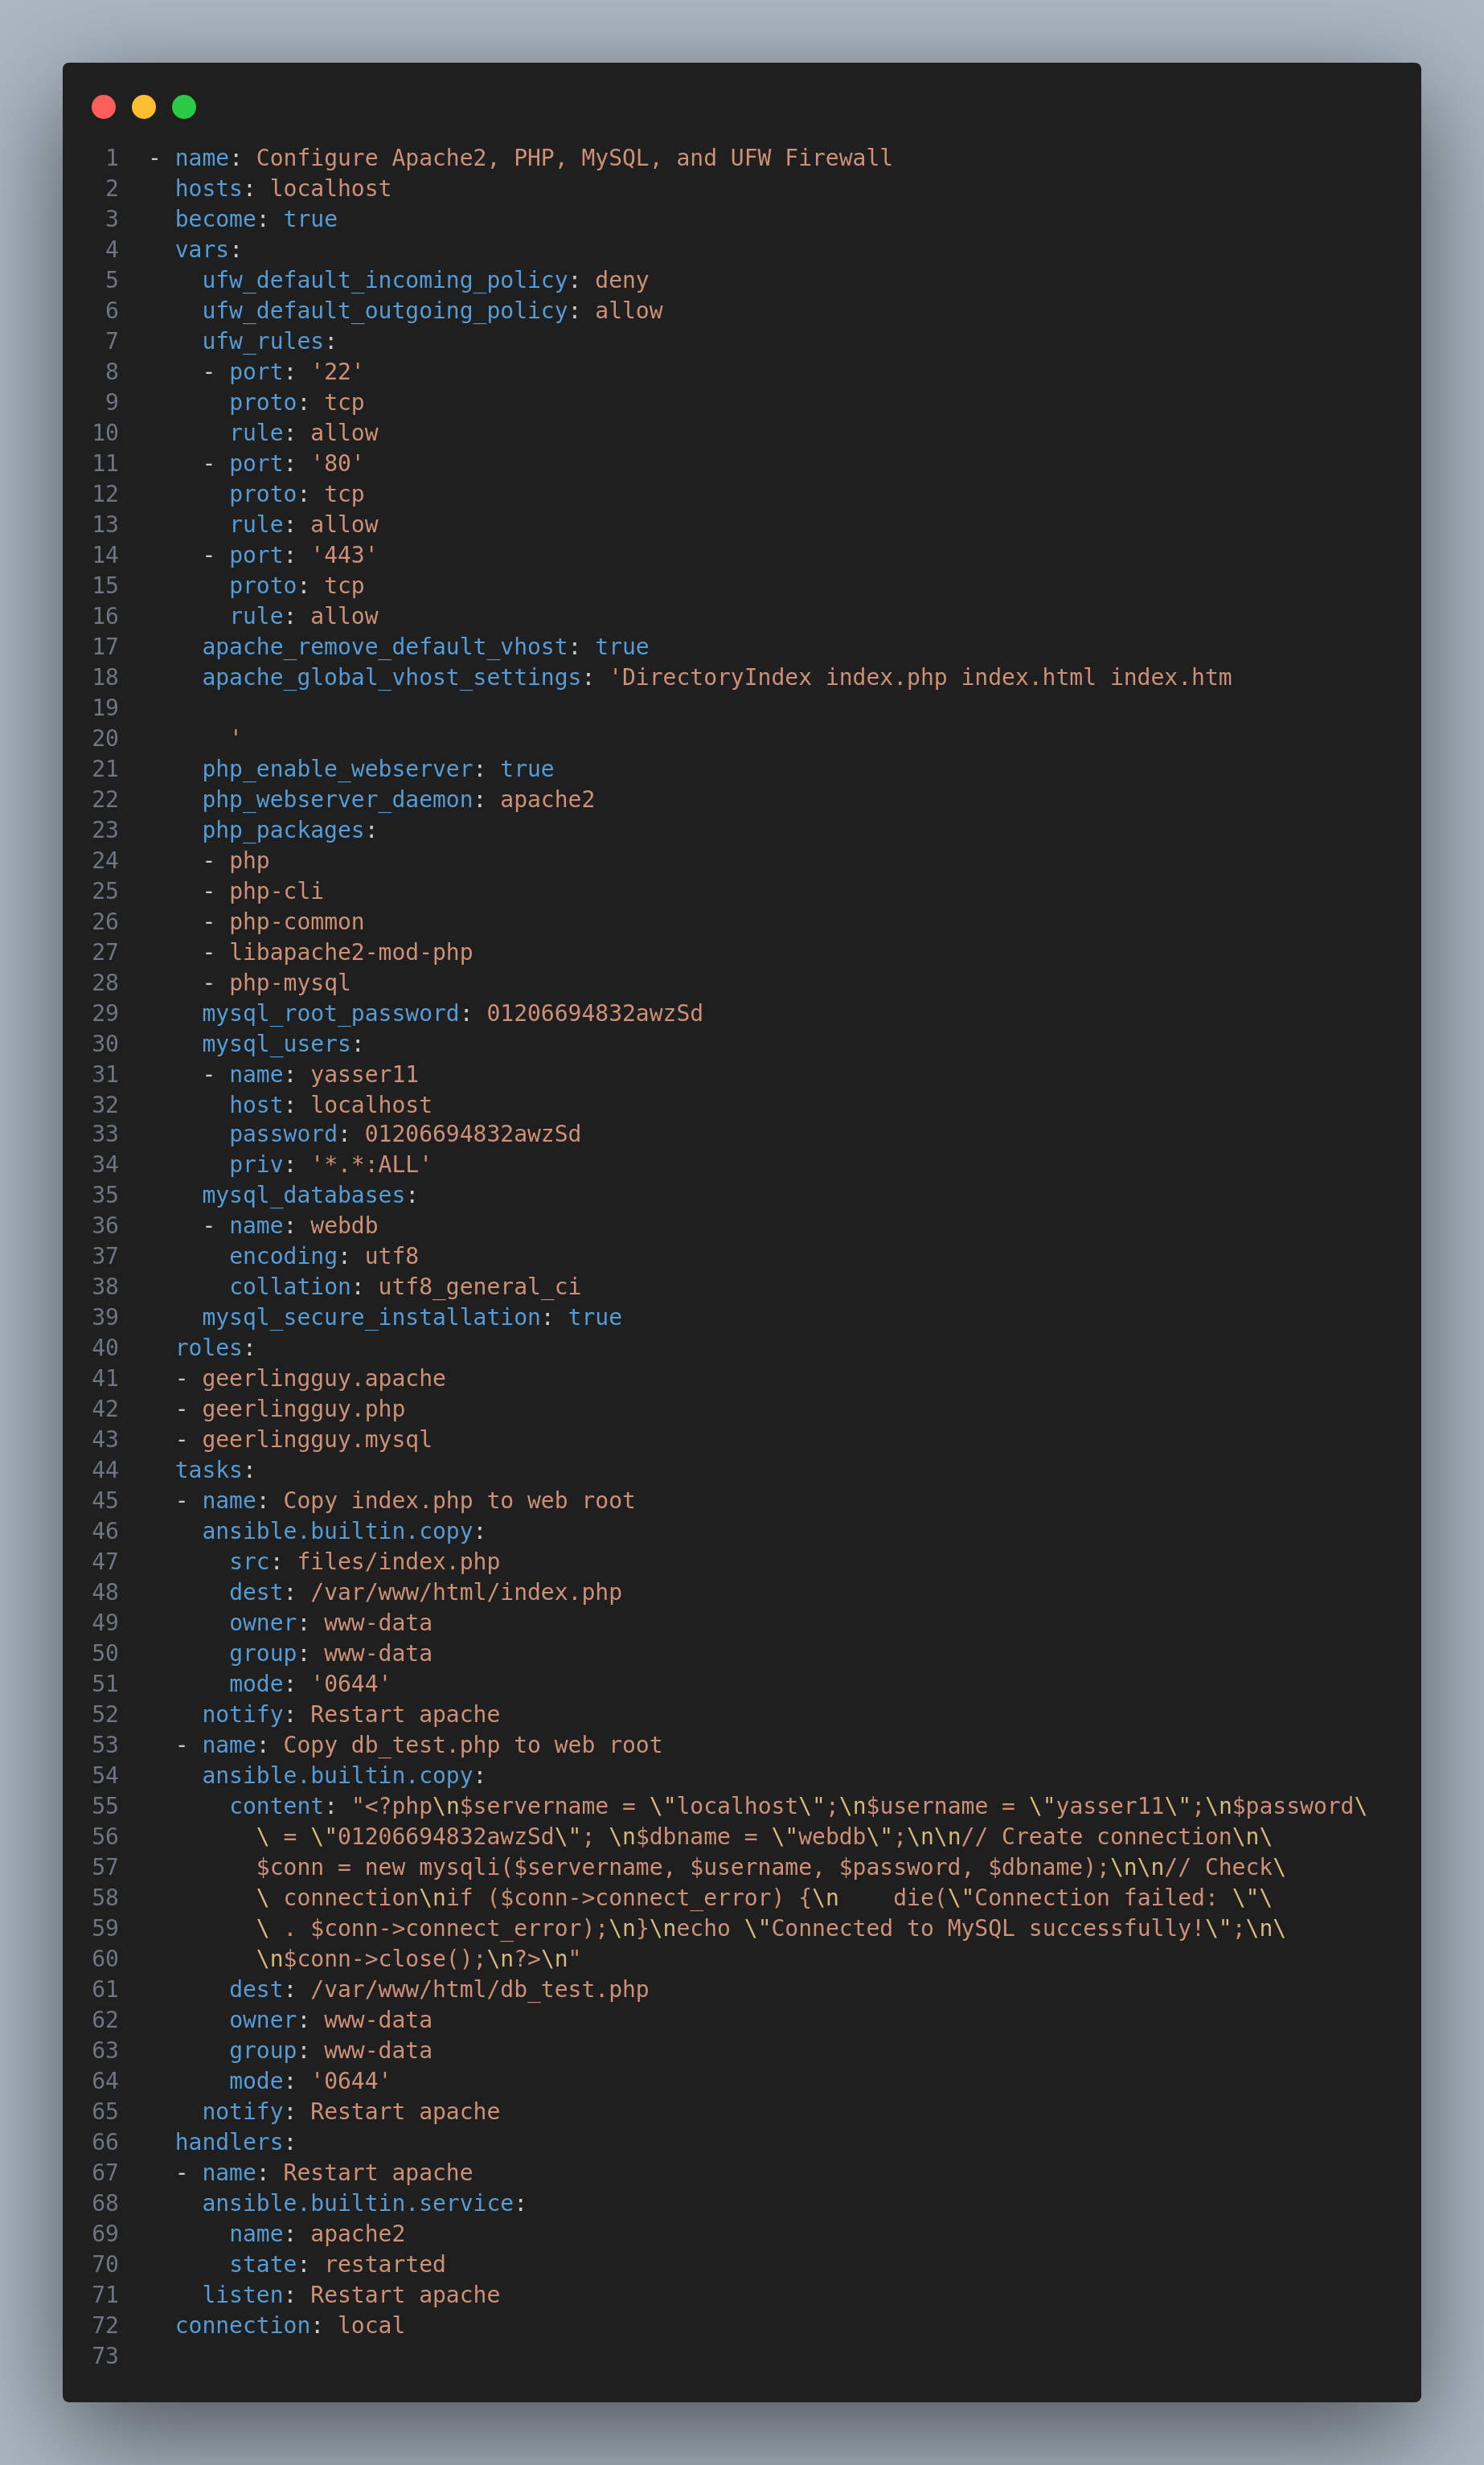 1 - name: Configure Apache2, PHP, MySQL, and UFW Firewall
2   hosts: localhost
3   become: true
4   vars:
5     ufw_default_incoming_policy: deny
6     ufw_default_outgoing_policy: allow
7     ufw_rules:
8     - port: '22'
9       proto: tcp
10       rule: allow
11     - port: '80'
12       proto: tcp
13       rule: allow
14     - port: '443'
15       proto: tcp
16       rule: allow
17     apache_remove_default_vhost: true
18     apache_global_vhost_settings: 'DirectoryIndex index.php index.html index.htm
19
20       '
21     php_enable_webserver: true
22     php_webserver_daemon: apache2
23     php_packages:
24     - php
25     - php-cli
26     - php-common
27     - libapache2-mod-php
28     - php-mysql
29     mysql_root_password: 01206694832awzSd
30     mysql_users:
31     - name: yasser11
32       host: localhost
33       password: 01206694832awzSd
34       priv: '*.*:ALL'
35     mysql_databases:
36     - name: webdb
37       encoding: utf8
38       collation: utf8_general_ci
39     mysql_secure_installation: true
40   roles:
41   - geerlingguy.apache
42   - geerlingguy.php
43   - geerlingguy.mysql
44   tasks:
45   - name: Copy index.php to web root
46     ansible.builtin.copy:
47       src: files/index.php
48       dest: /var/www/html/index.php
49       owner: www-data
50       group: www-data
51       mode: '0644'
52     notify: Restart apache
53   - name: Copy db_test.php to web root
54     ansible.builtin.copy:
55       content: "<?php\n$servername = \"localhost\";\n$username = \"yasser11\";\n$password\
56         \ = \"01206694832awzSd\"; \n$dbname = \"webdb\";\n\n// Create connection\n\
57         $conn = new mysqli($servername, $username, $password, $dbname);\n\n// Check\
58         \ connection\nif ($conn->connect_error) {\n    die(\"Connection failed: \"\
59         \ . $conn->connect_error);\n}\necho \"Connected to MySQL successfully!\";\n\
60         \n$conn->close();\n?>\n"
61       dest: /var/www/html/db_test.php
62       owner: www-data
63       group: www-data
64       mode: '0644'
65     notify: Restart apache
66   handlers:
67   - name: Restart apache
68     ansible.builtin.service:
69       name: apache2
70       state: restarted
71     listen: Restart apache
72   connection: local
73